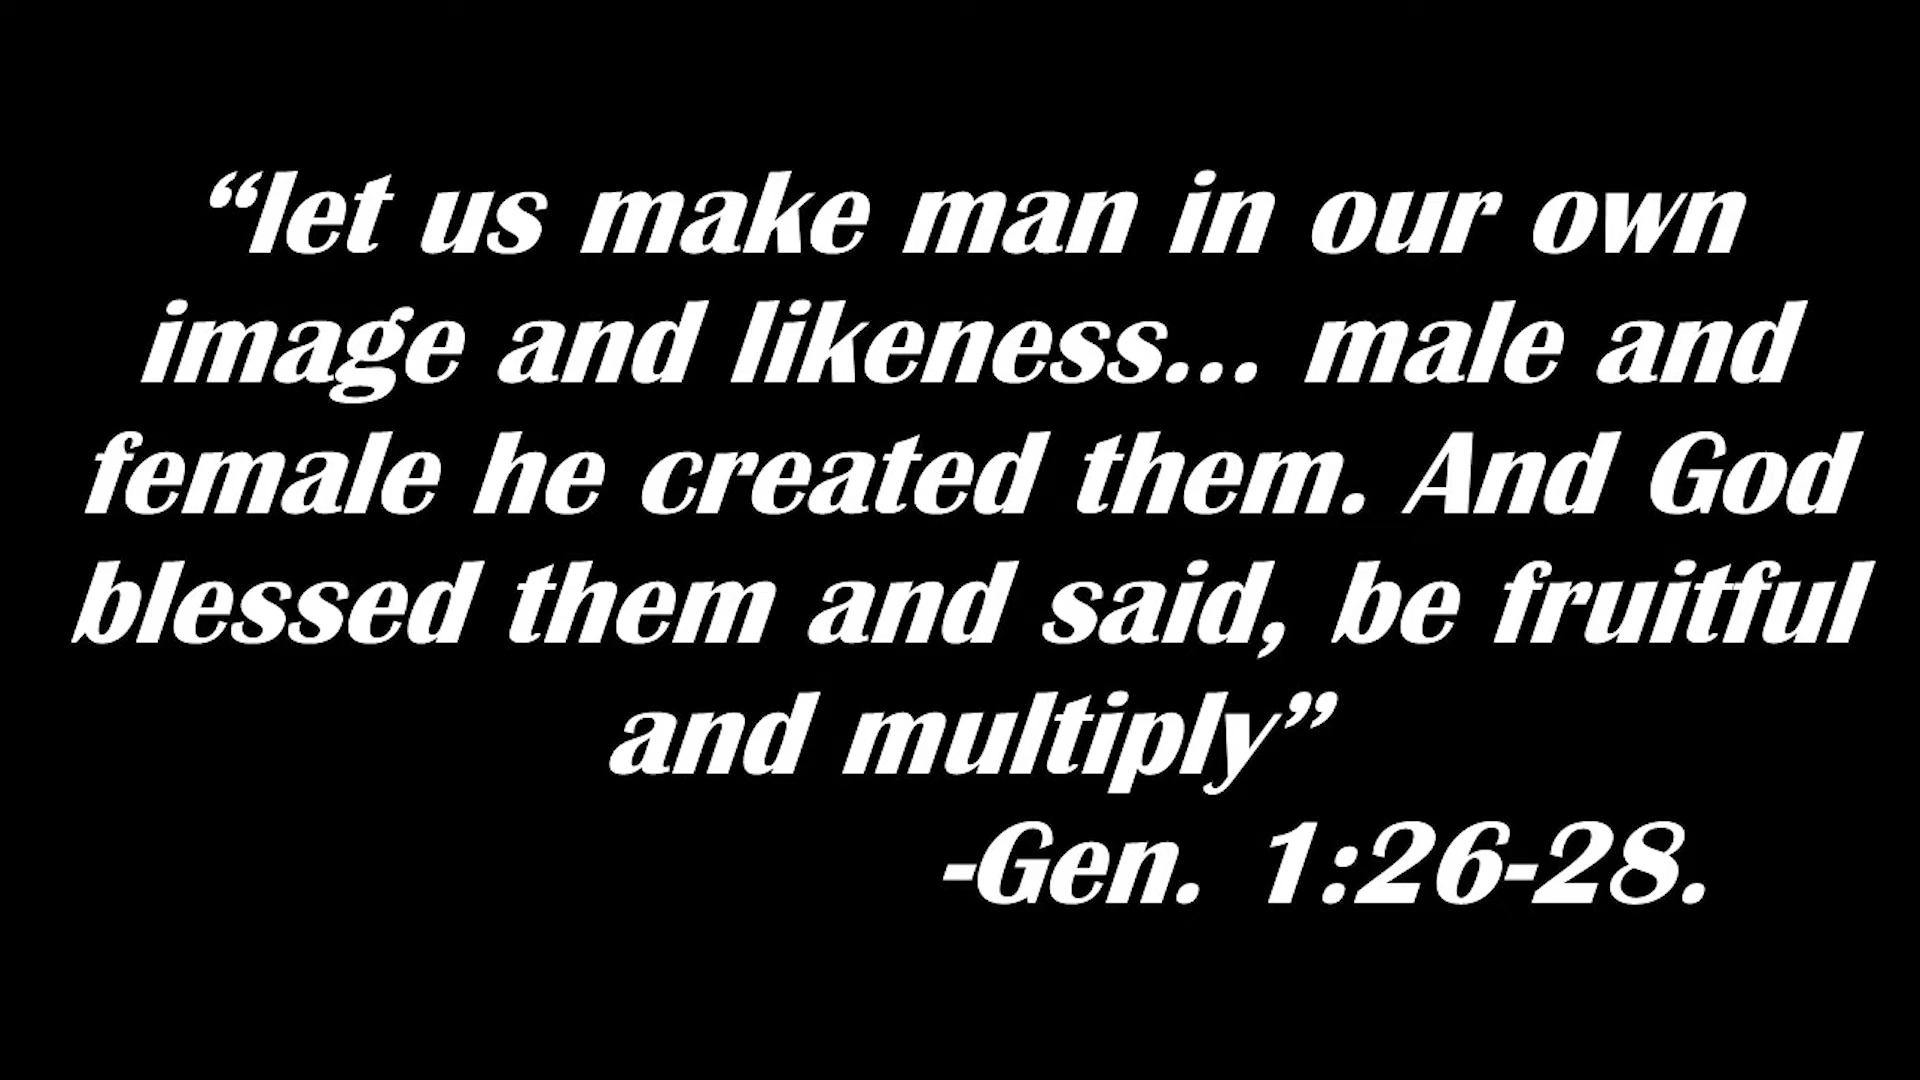 “let us make man in our own
image and likeness... male and
female he created them. And God
blessed them and said, be fruitful
and multiply”
-Gen. 1:26-28.